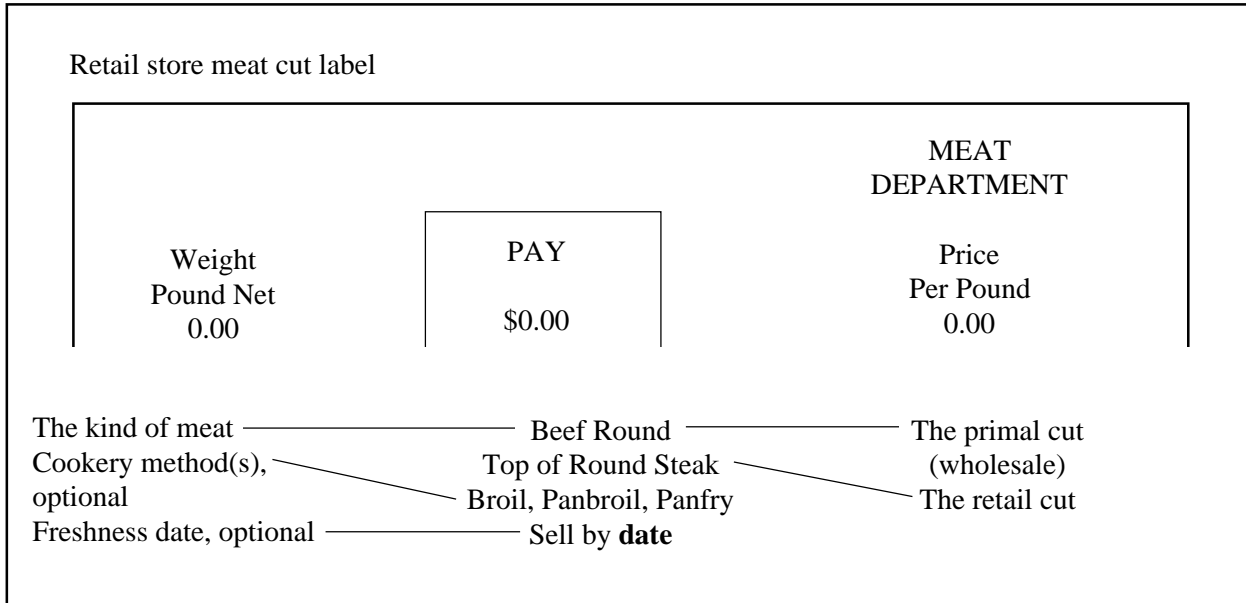 Retail store meat cut label
MEAT
DEPARTMENT
Weight
Pound Net
0.00
PAY
$0.00
Price
Per Pound
0.00
The kind of meat
Cookery method(s),
optional
Freshness date, optional
Beef Round
Top of Round Steak
Broil, Panbroil, Panfry
Sell by date
The primal cut
(wholesale)
The retail cut